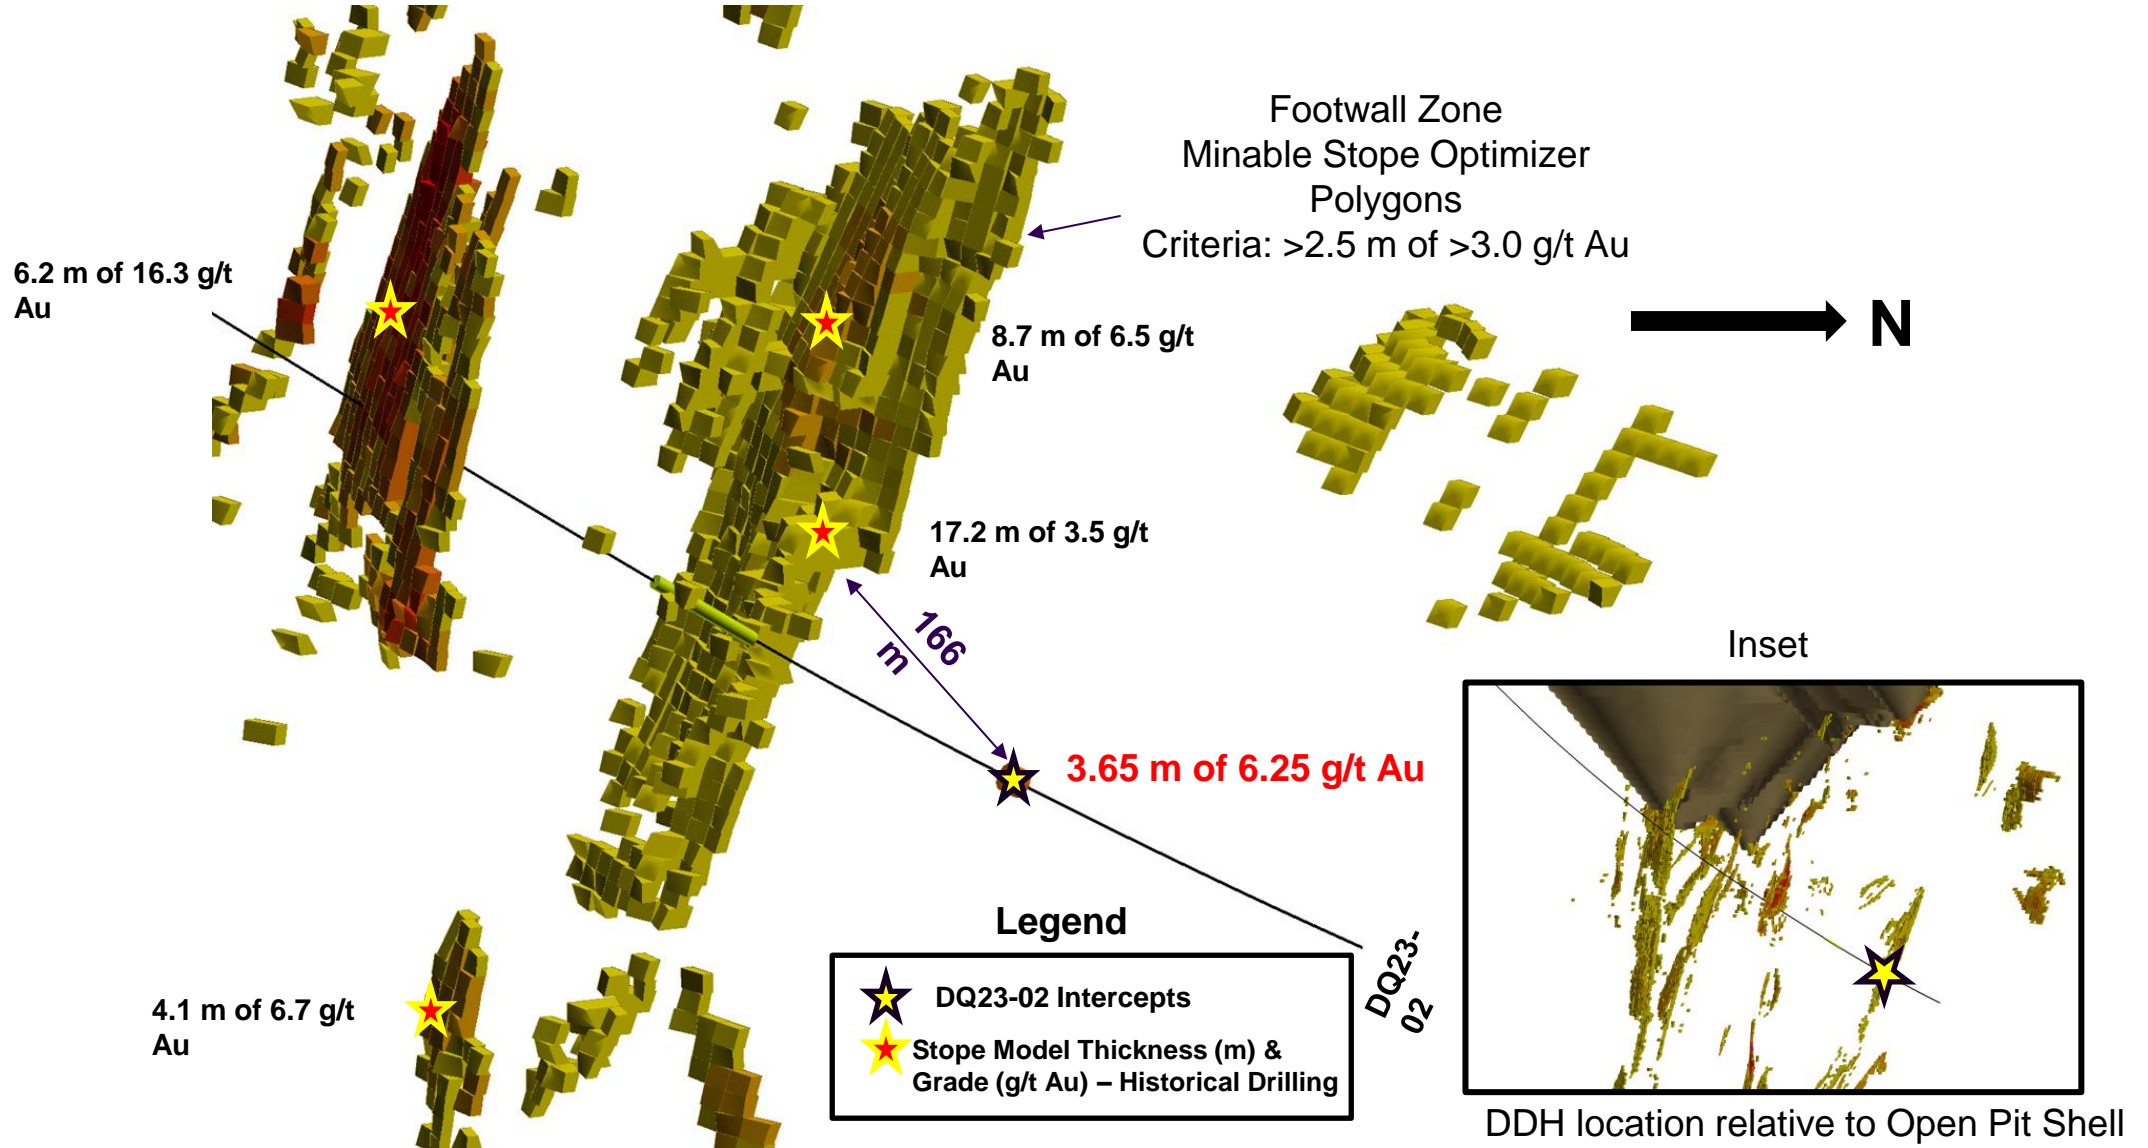 Footwall Zone
Minable Stope Optimizer
Polygons
Criteria: >2.5 m of >3.0 g/t Au
6.2 m of 16.3 g/t
Au
N
8.7 m of 6.5 g/t
Au
17.2 m of 3.5 g/t
Au
166
m
Inset
3.65 m of 6.25 g/t Au
DQ23-
02
4.1 m of 6.7 g/t
Au
Legend
DQ23-02 Intercepts
Stope Model Thickness (m) &
Grade (g/t Au) – Historical Drilling
DDH location relative to Open Pit Shell